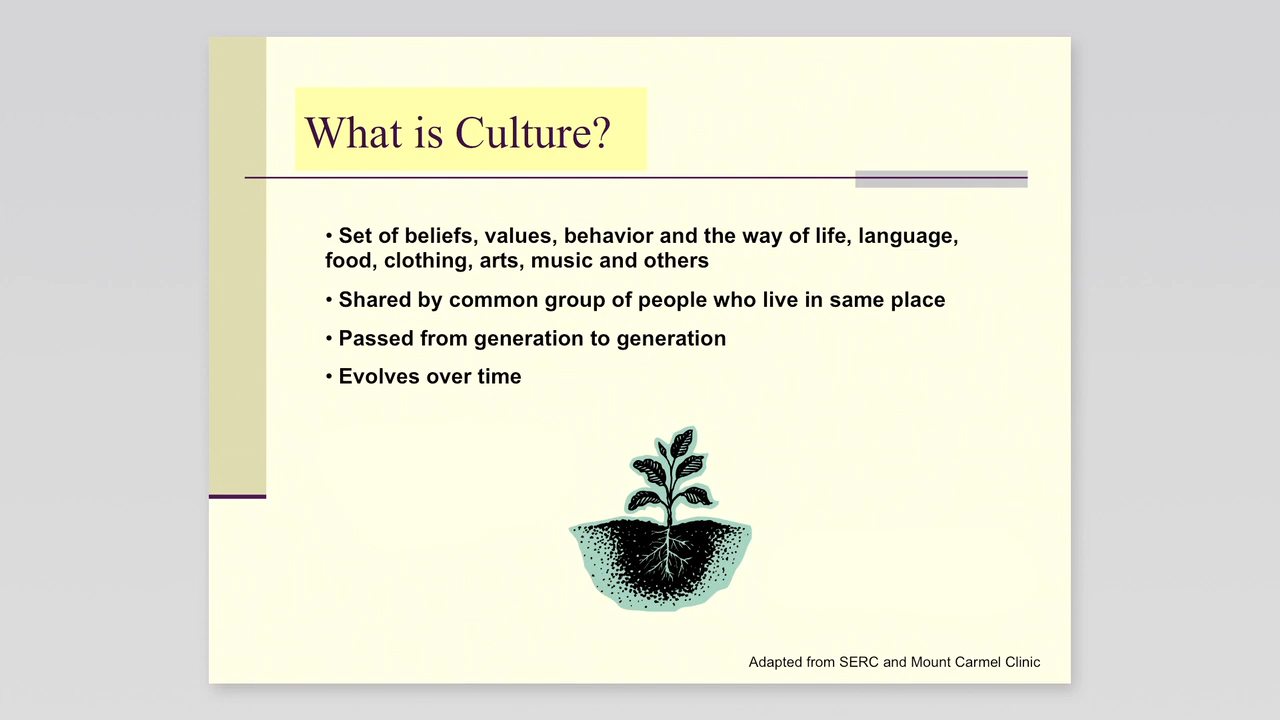 What is Culture?
• Set of beliefs, values, behavior and the way of life, language,
food, clothing, arts, music and others
• Shared by common group of people who live in same place
• Passed from generation to generation
• Evolves over time
Adapted from SERC and Mount Carmel Clinic